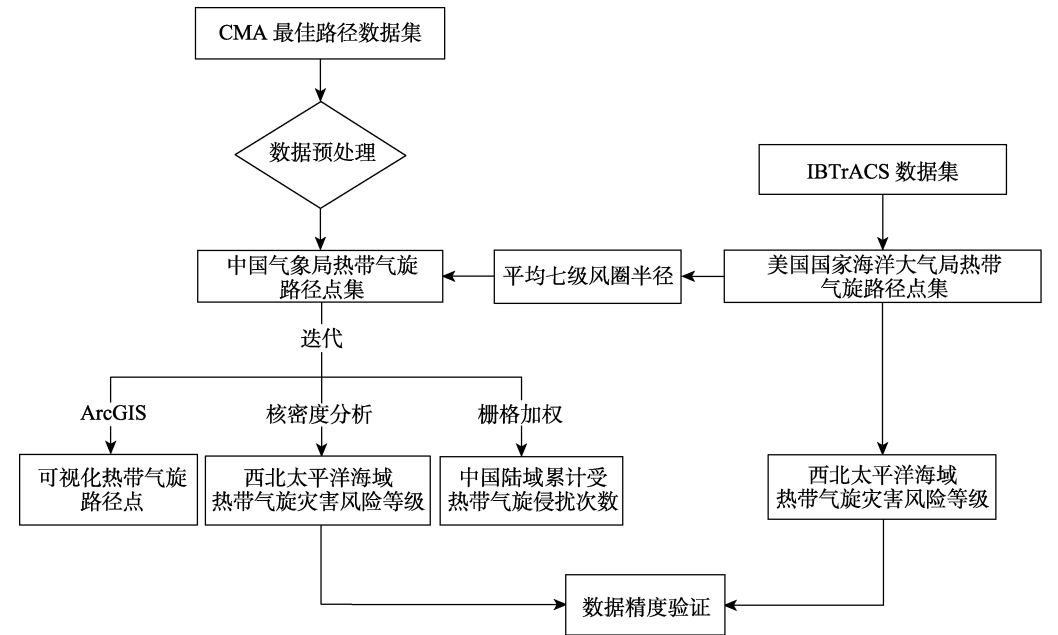 CMA 最佳路径数据集
数据预处理
IBTrACS 数据集
中国气象局热带气旋
路径点集
平均七级风圈半径
美国国家海洋大气局热带
气旋路径点集
迭代
ArcGIS
核密度分析
栅格加权
可视化热带气旋
路径点
西北太平洋海域
热带气旋灾害风险等级
中国陆域累计受
热带气旋侵扰次数
西北太平洋海域
热带气旋灾害风险等级
数据精度验证